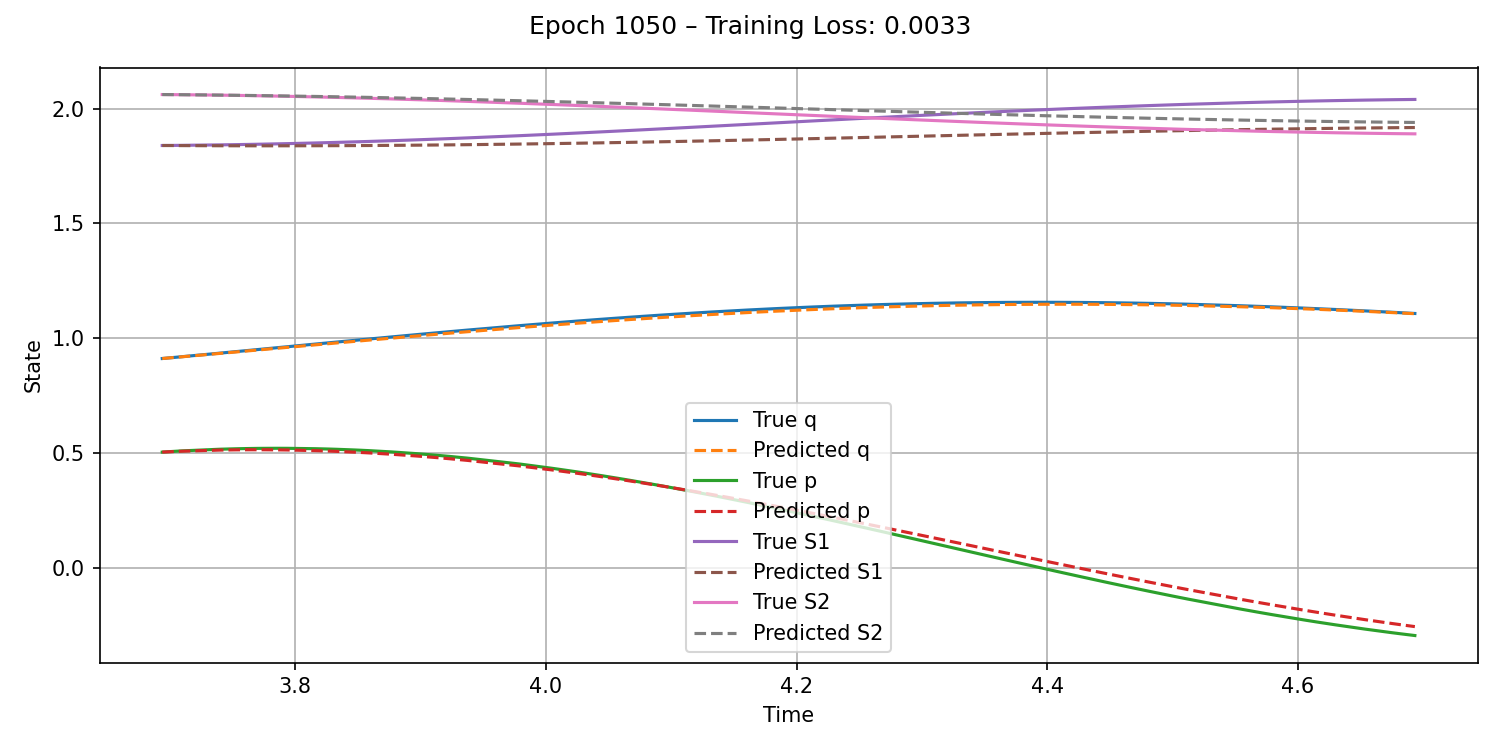 Epoch 1050 – Training Loss: 0.0033
2.0
1.5
1.0
0.5
0.0
State
True q
Predicted q
True p
Predicted p
True S1
Predicted S1
True S2
Predicted S2
3.8 4.0 4.2 4.4 4.6
Time